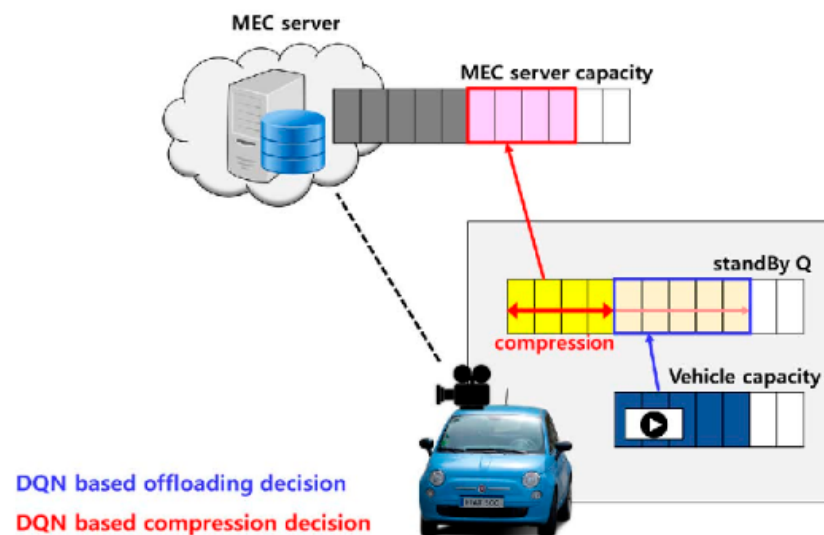 MEC server
MEC server capacity
standBy Q
compression
Vehicle capacity
DQN based offloading decision
DQN based compression decision